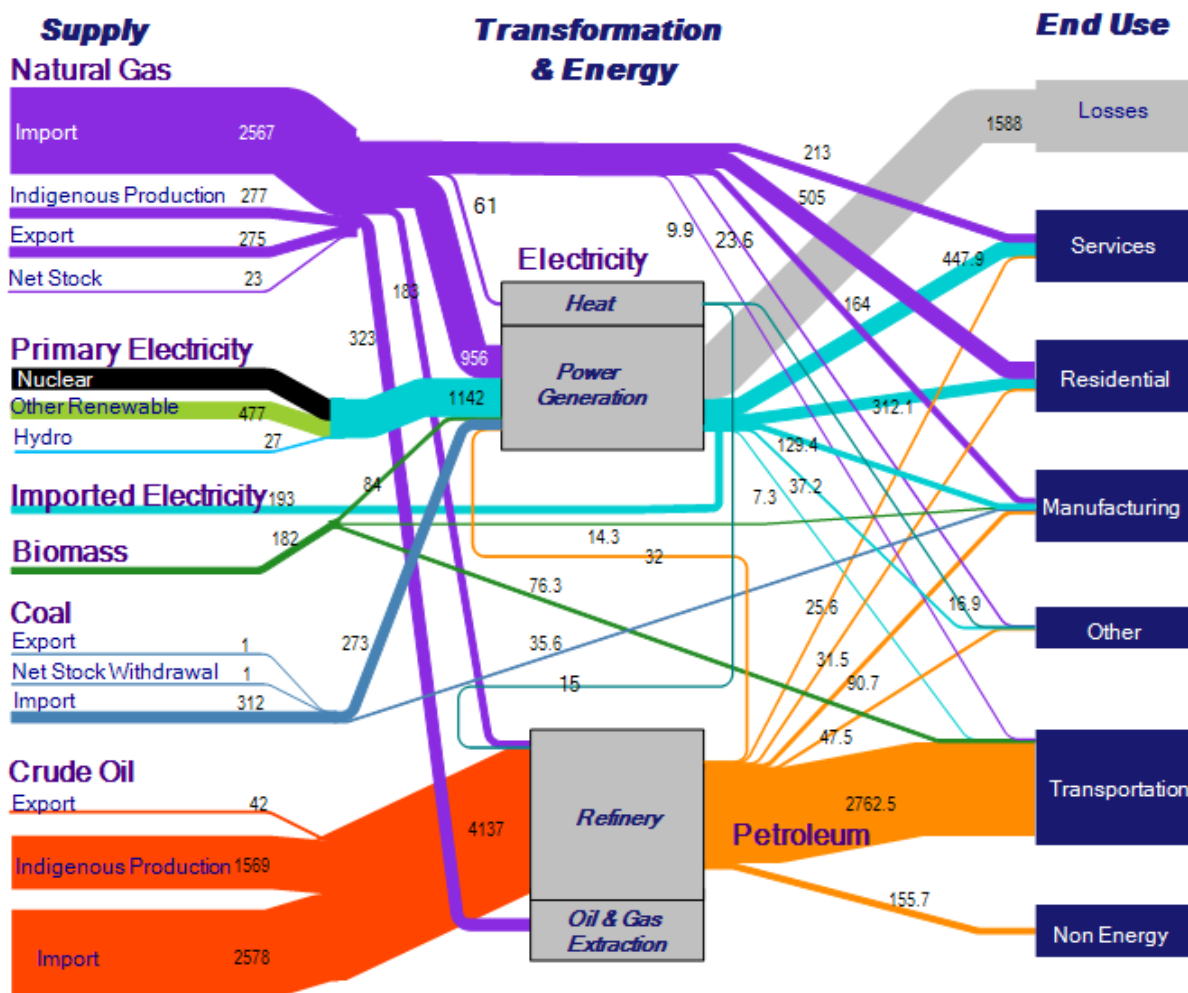 Supply
Transformation
& Energy
End Use
Natural Gas
Import 2567
Indigenous Production 277
Export 275
Net Stock 23
Primary Electricity
Nuclear
Other Renewable 477
Hydro 27
Imported Electricity 193
Biomass 182
Coal
Export 1
Net Stock Withdrawal 1
Import 312
Crude Oil
Export 42
Indigenous Production 1569
Import 2578
61
183
323
956
1142
84
273
4137
Electricity
Heat
Power
Generation
14.3
32
76.3
35.6
15
Refinery
Oil & Gas
Extraction
Petroleum
1588
213
505
9.9
23.6
447.9
164
312.1
129.4
37.2
7.3
25.6
16.9
31.5
90.7
47.5
2762.5
155.7
Losses
Services
Residential
Manufacturing
Other
Transportation
Non Energy